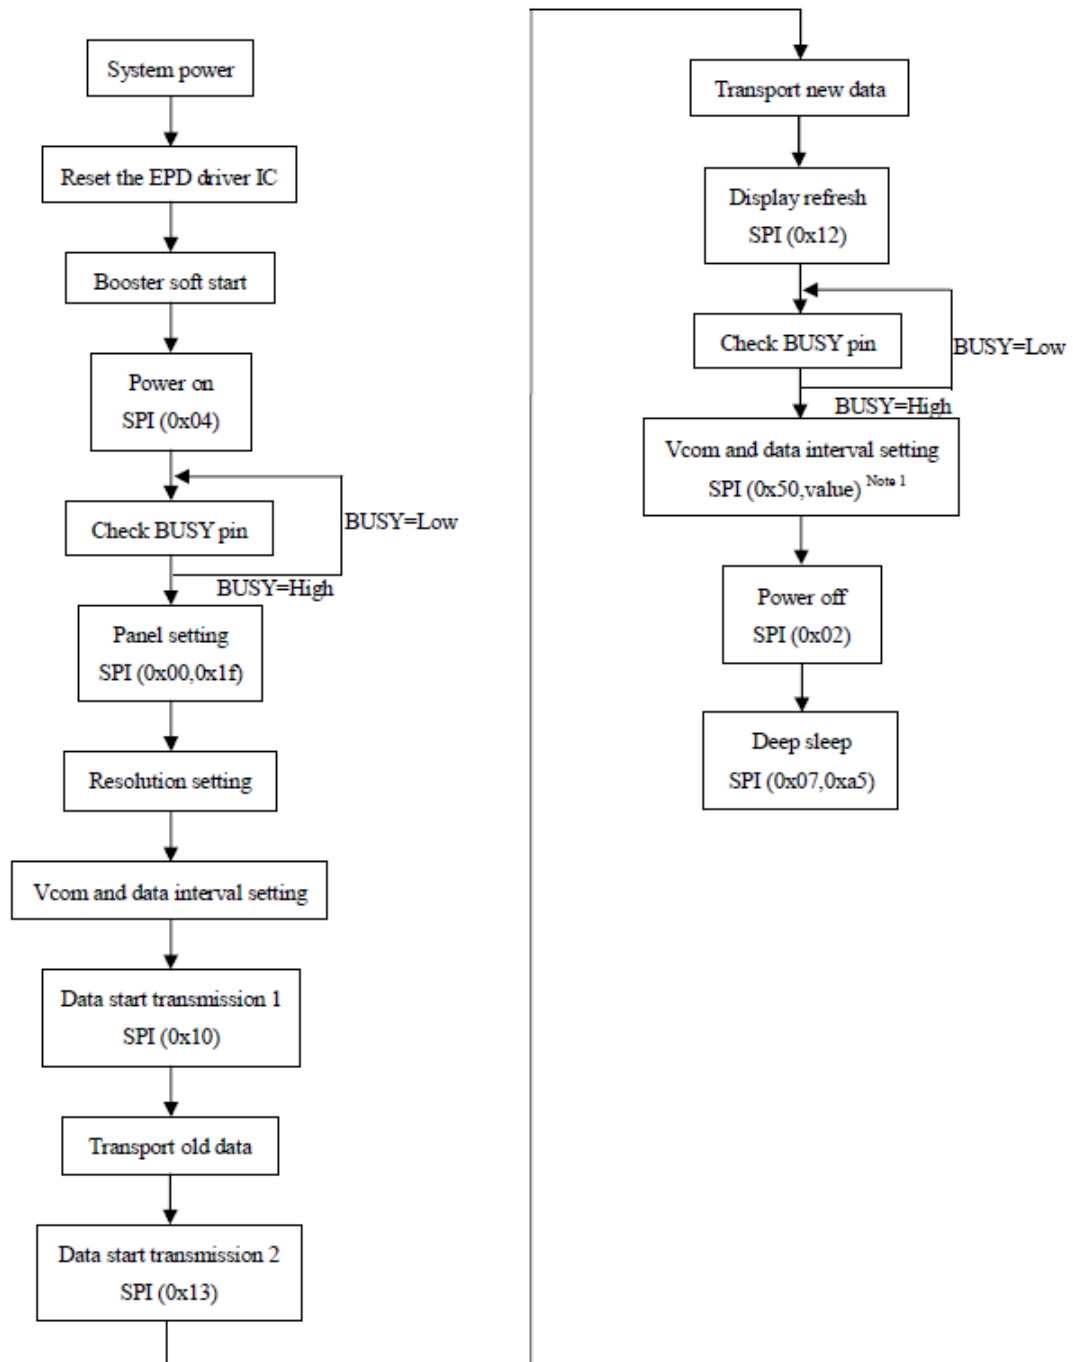 System power
Reset the EPD driver IC
Booster soft start
Power on
SPI (0x04)
Check BUSY pin
BUSY=Low
BUSY=High
Panel setting
SPI (0x00,0x1f)
Resolution setting
Vcom and data interval setting
Data start transmission 1
SPI (0x10)
Transport old data
Data start transmission 2
SPI (0x13)
Transport new data
Display refresh
SPI (0x12)
Check BUSY pin
BUSY=Low
BUSY=High
Vcom and data interval setting
SPI (0x50,value) Note 1
Power off
SPI (0x02)
Deep sleep
SPI (0x07,0xa5)